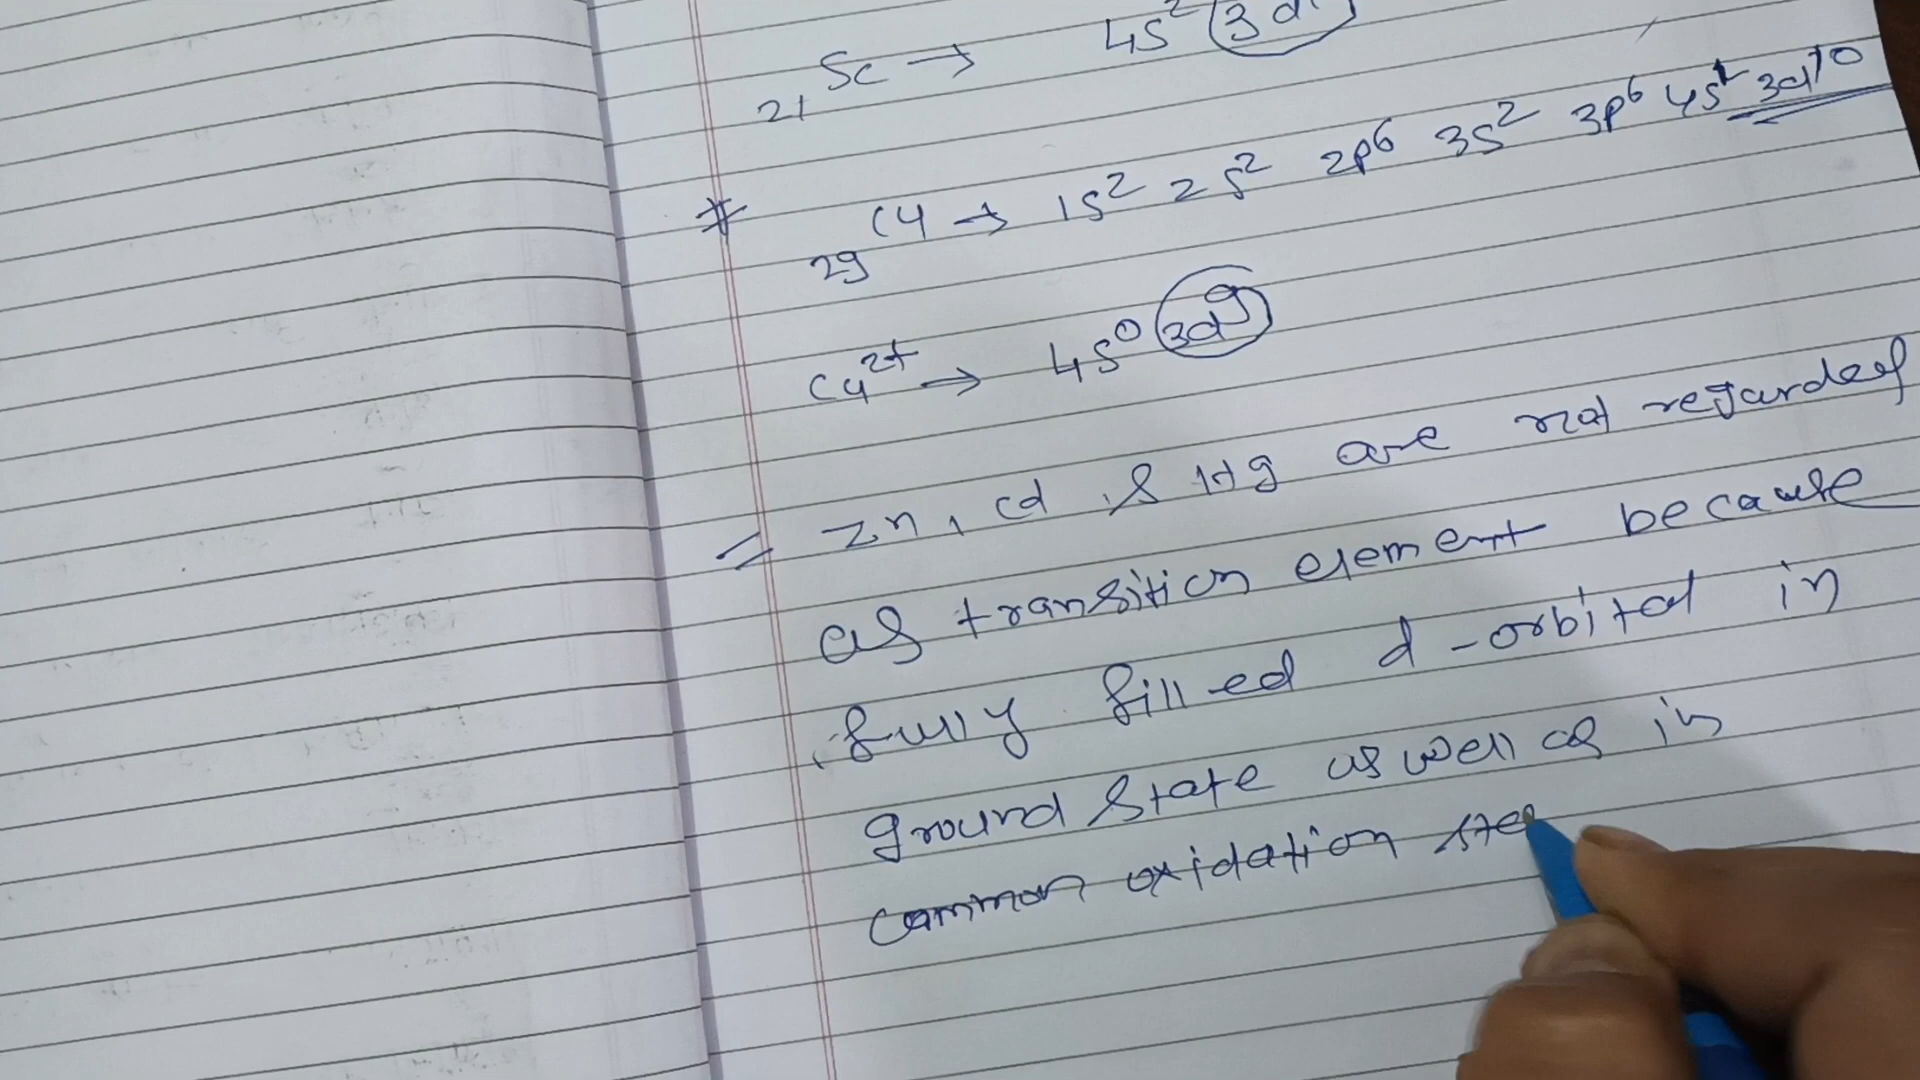 ₂₁Sc → 4s² 3d¹
* ₂₉Cu → 1s² 2s² 2p⁶ 3s² 3p⁶ 4s¹ 3d¹⁰
Cu²⁺ → 4s⁰ 3d⁹
= Zn, Cd & Hg are not regarded
as transition element because
fully filled d-orbital in
ground state as well as in
common oxidation sta